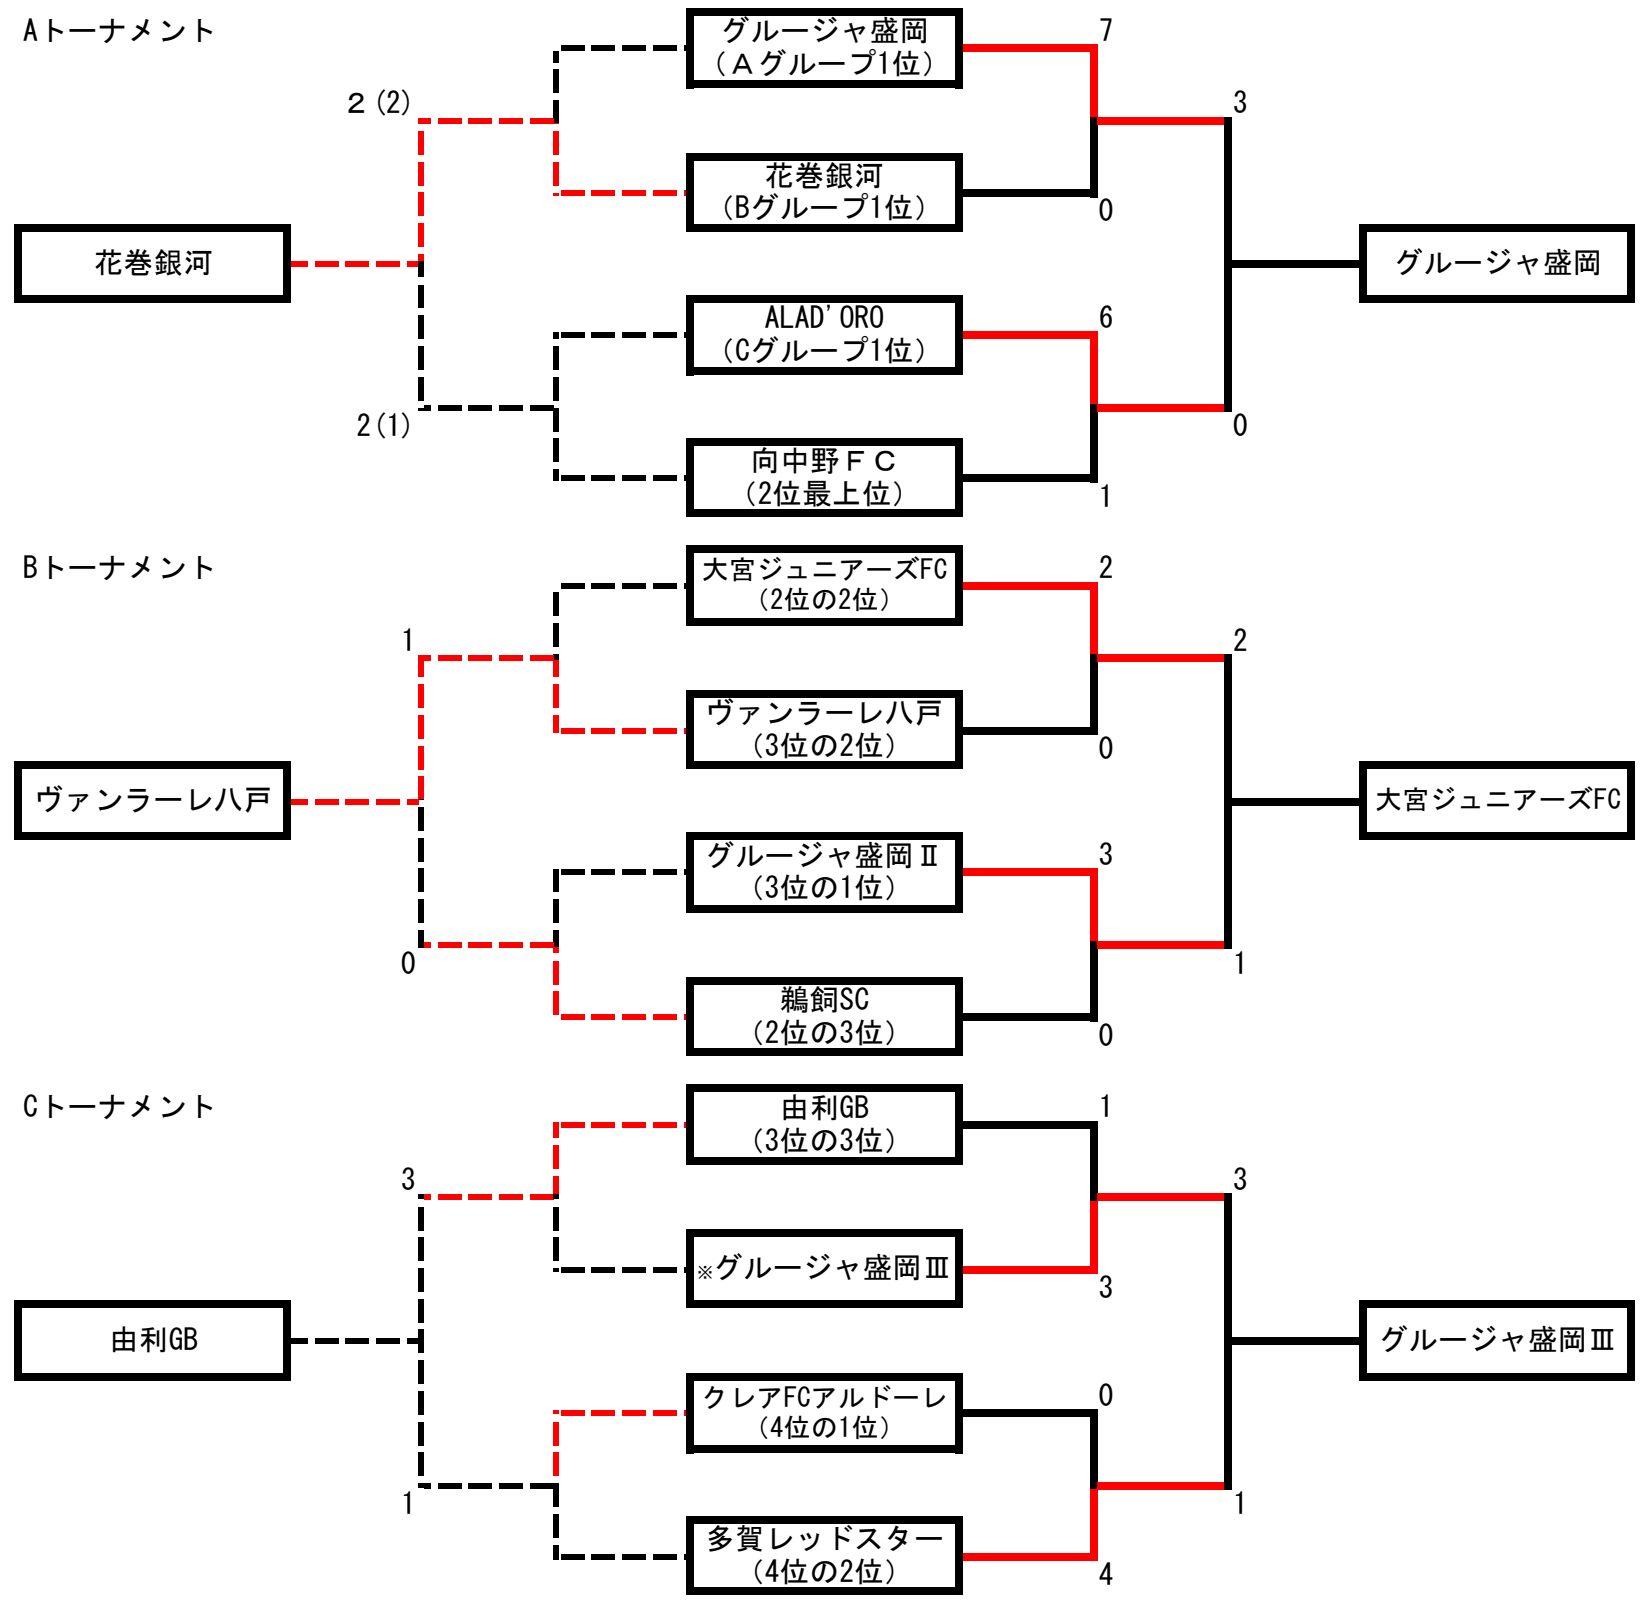 Aトーナメント
グルージャ盛岡
（Ａグループ1位）
7
２(2)
3
花巻銀河
(Bグループ1位)
0
花巻銀河
グルージャ盛岡
ALAD'ORO
(Cグループ1位)
6
2(1)
0
向中野ＦＣ
(2位最上位)
1
Bトーナメント
大宮ジュニアーズFC
(2位の2位)
2
1
2
ヴァンラーレ八戸
(3位の2位)
0
ヴァンラーレ八戸
大宮ジュニアーズFC
グルージャ盛岡Ⅱ
(3位の1位)
3
0
1
鵜飼SC
(2位の3位)
0
Cトーナメント
由利GB
(3位の3位)
1
3
3
※グルージャ盛岡Ⅲ
3
由利GB
グルージャ盛岡Ⅲ
クレアFCアルドーレ
(4位の1位)
0
1
1
多賀レッドスター
(4位の2位)
4